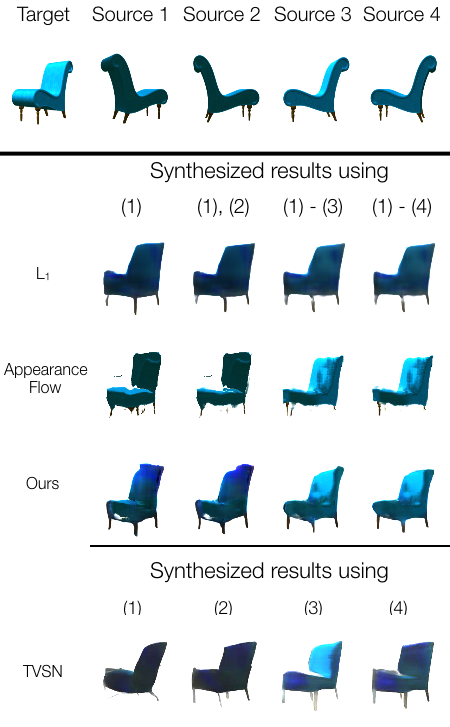 Target Source 1 Source 2 Source 3 Source 4
Synthesized results using
(1) (1), (2) (1) - (3) (1) - (4)
L₁
Appearance
Flow
Ours
Synthesized results using
(1) (2) (3) (4)
TVSN